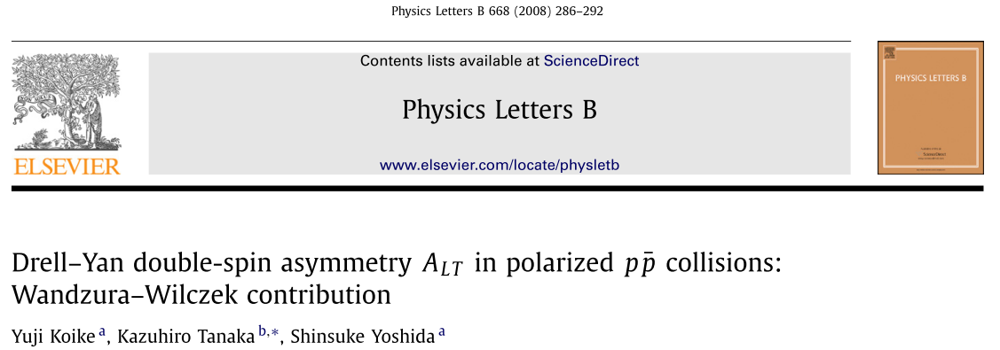 Physics Letters B 668 (2008) 286–292
Contents lists available at ScienceDirect
Physics Letters B
www.elsevier.com/locate/physletb
ELSEVIER
PHYSICS LETTERS B
Drell–Yan double-spin asymmetry A_{LT} in polarized pp̄ collisions:
Wandzura–Wilczek contribution
Yuji Koike ᵃ, Kazuhiro Tanaka ᵇ,*, Shinsuke Yoshida ᵃ